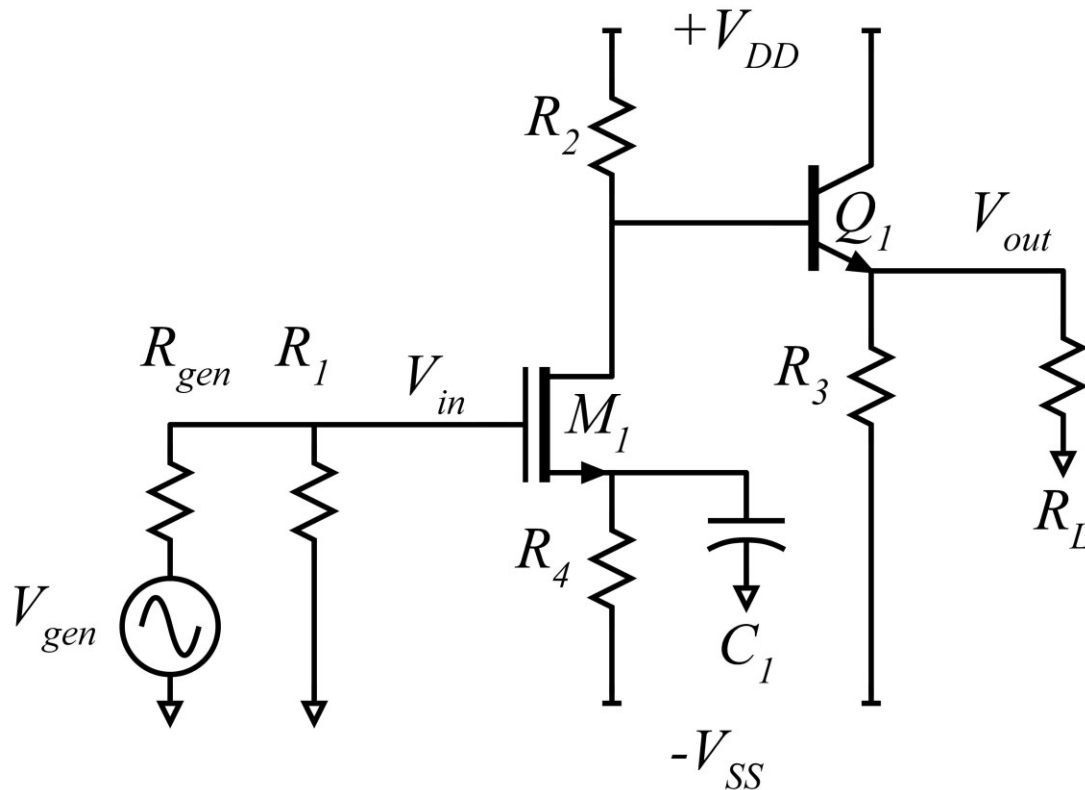 +V_DD
R_2
Q_1
V_out
R_gen
R_1
V_in
R_3
M_1
R_L
R_4
V_gen
C_1
-V_SS